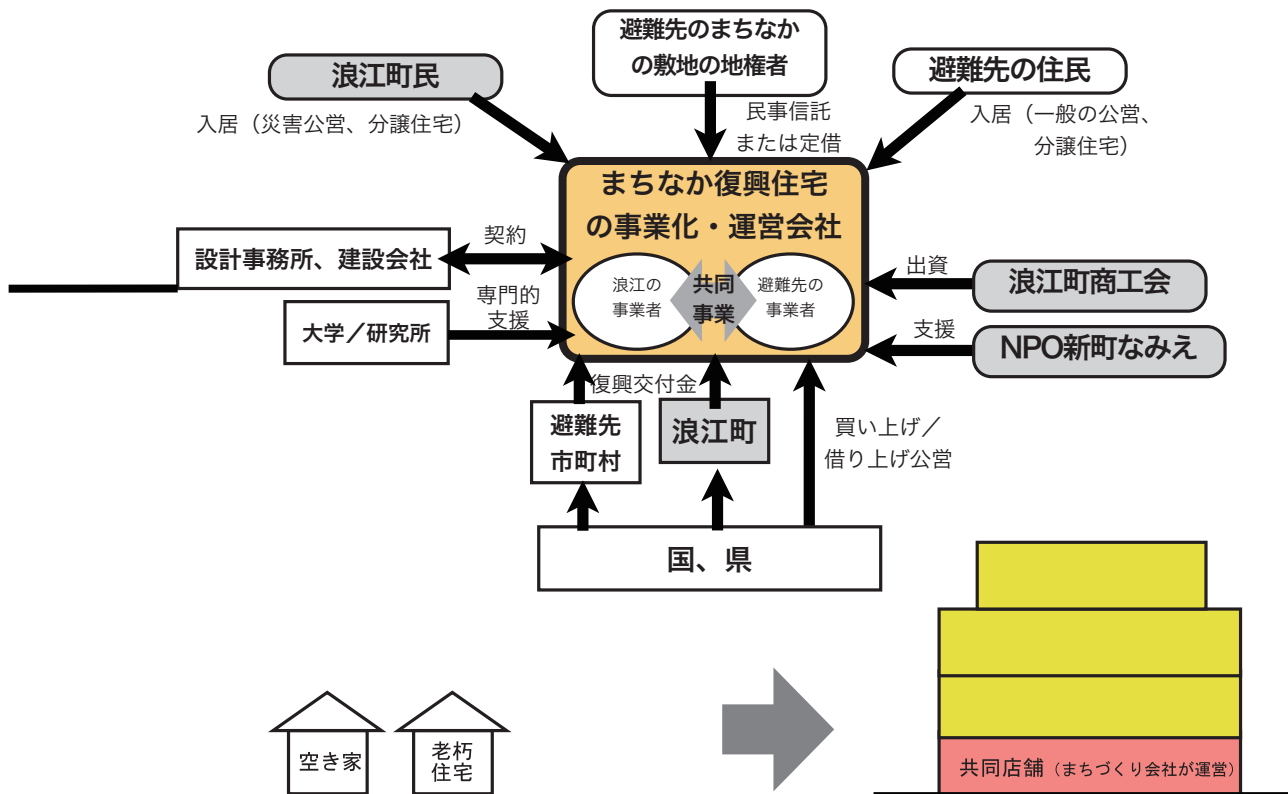 避難先のまちなか
の敷地の地権者
浪江町民
避難先の住民
入居（災害公営、分譲住宅）
民事信託
または定借
入居（一般の公営、
分譲住宅）
まちなか復興住宅
の事業化・運営会社
設計事務所、建設会社
契約
浪江の
事業者
共同
事業
避難先の
事業者
出資
浪江町商工会
大学／研究所
専門的
支援
支援
NPO新町なみえ
復興交付金
避難先
市町村
浪江町
買い上げ／
借り上げ公営
国、県
空き家
老朽
住宅
共同店舗（まちづくり会社が運営）